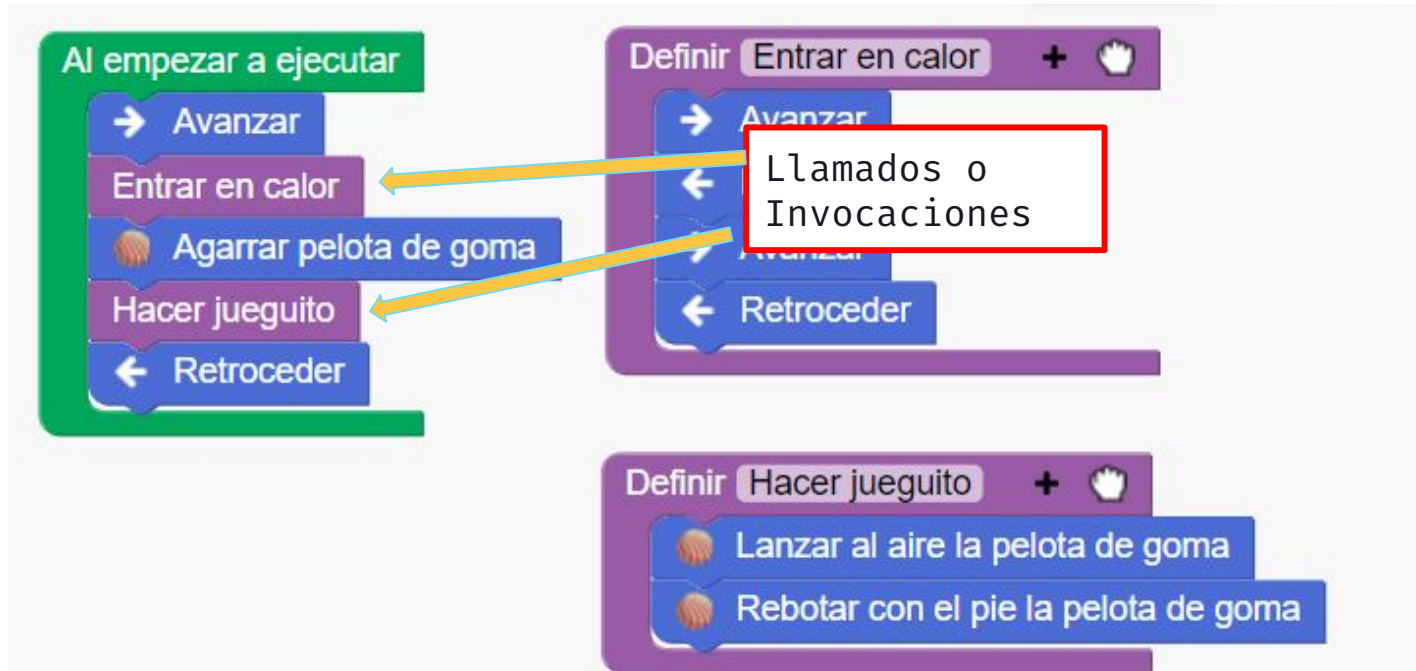 Al empezar a ejecutar
Avanzar
Entrar en calor
Agarrar pelota de goma
Hacer jueguito
Retroceder
Definir Entrar en calor +
Avanzar
Llamados o
Invocaciones
Avanzar
Retroceder
Definir Hacer jueguito +
Lanzar al aire la pelota de goma
Rebotar con el pie la pelota de goma